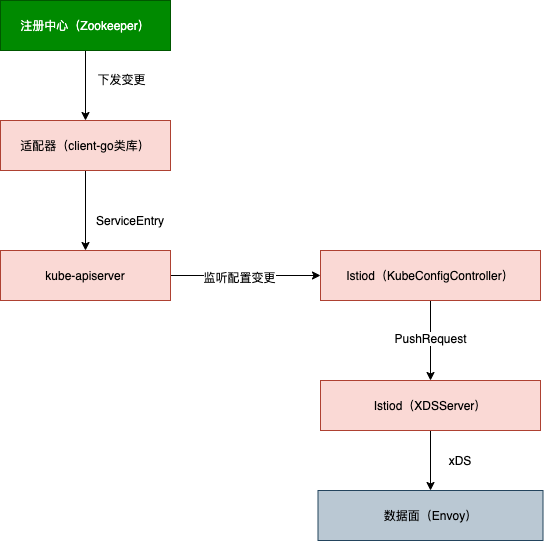 注册中心（Zookeeper）
下发变更
适配器（client-go类库）
ServiceEntry
kube-apiserver
监听配置变更
Istiod（KubeConfigController）
PushRequest
Istiod（XDSServer）
xDS
数据面（Envoy）